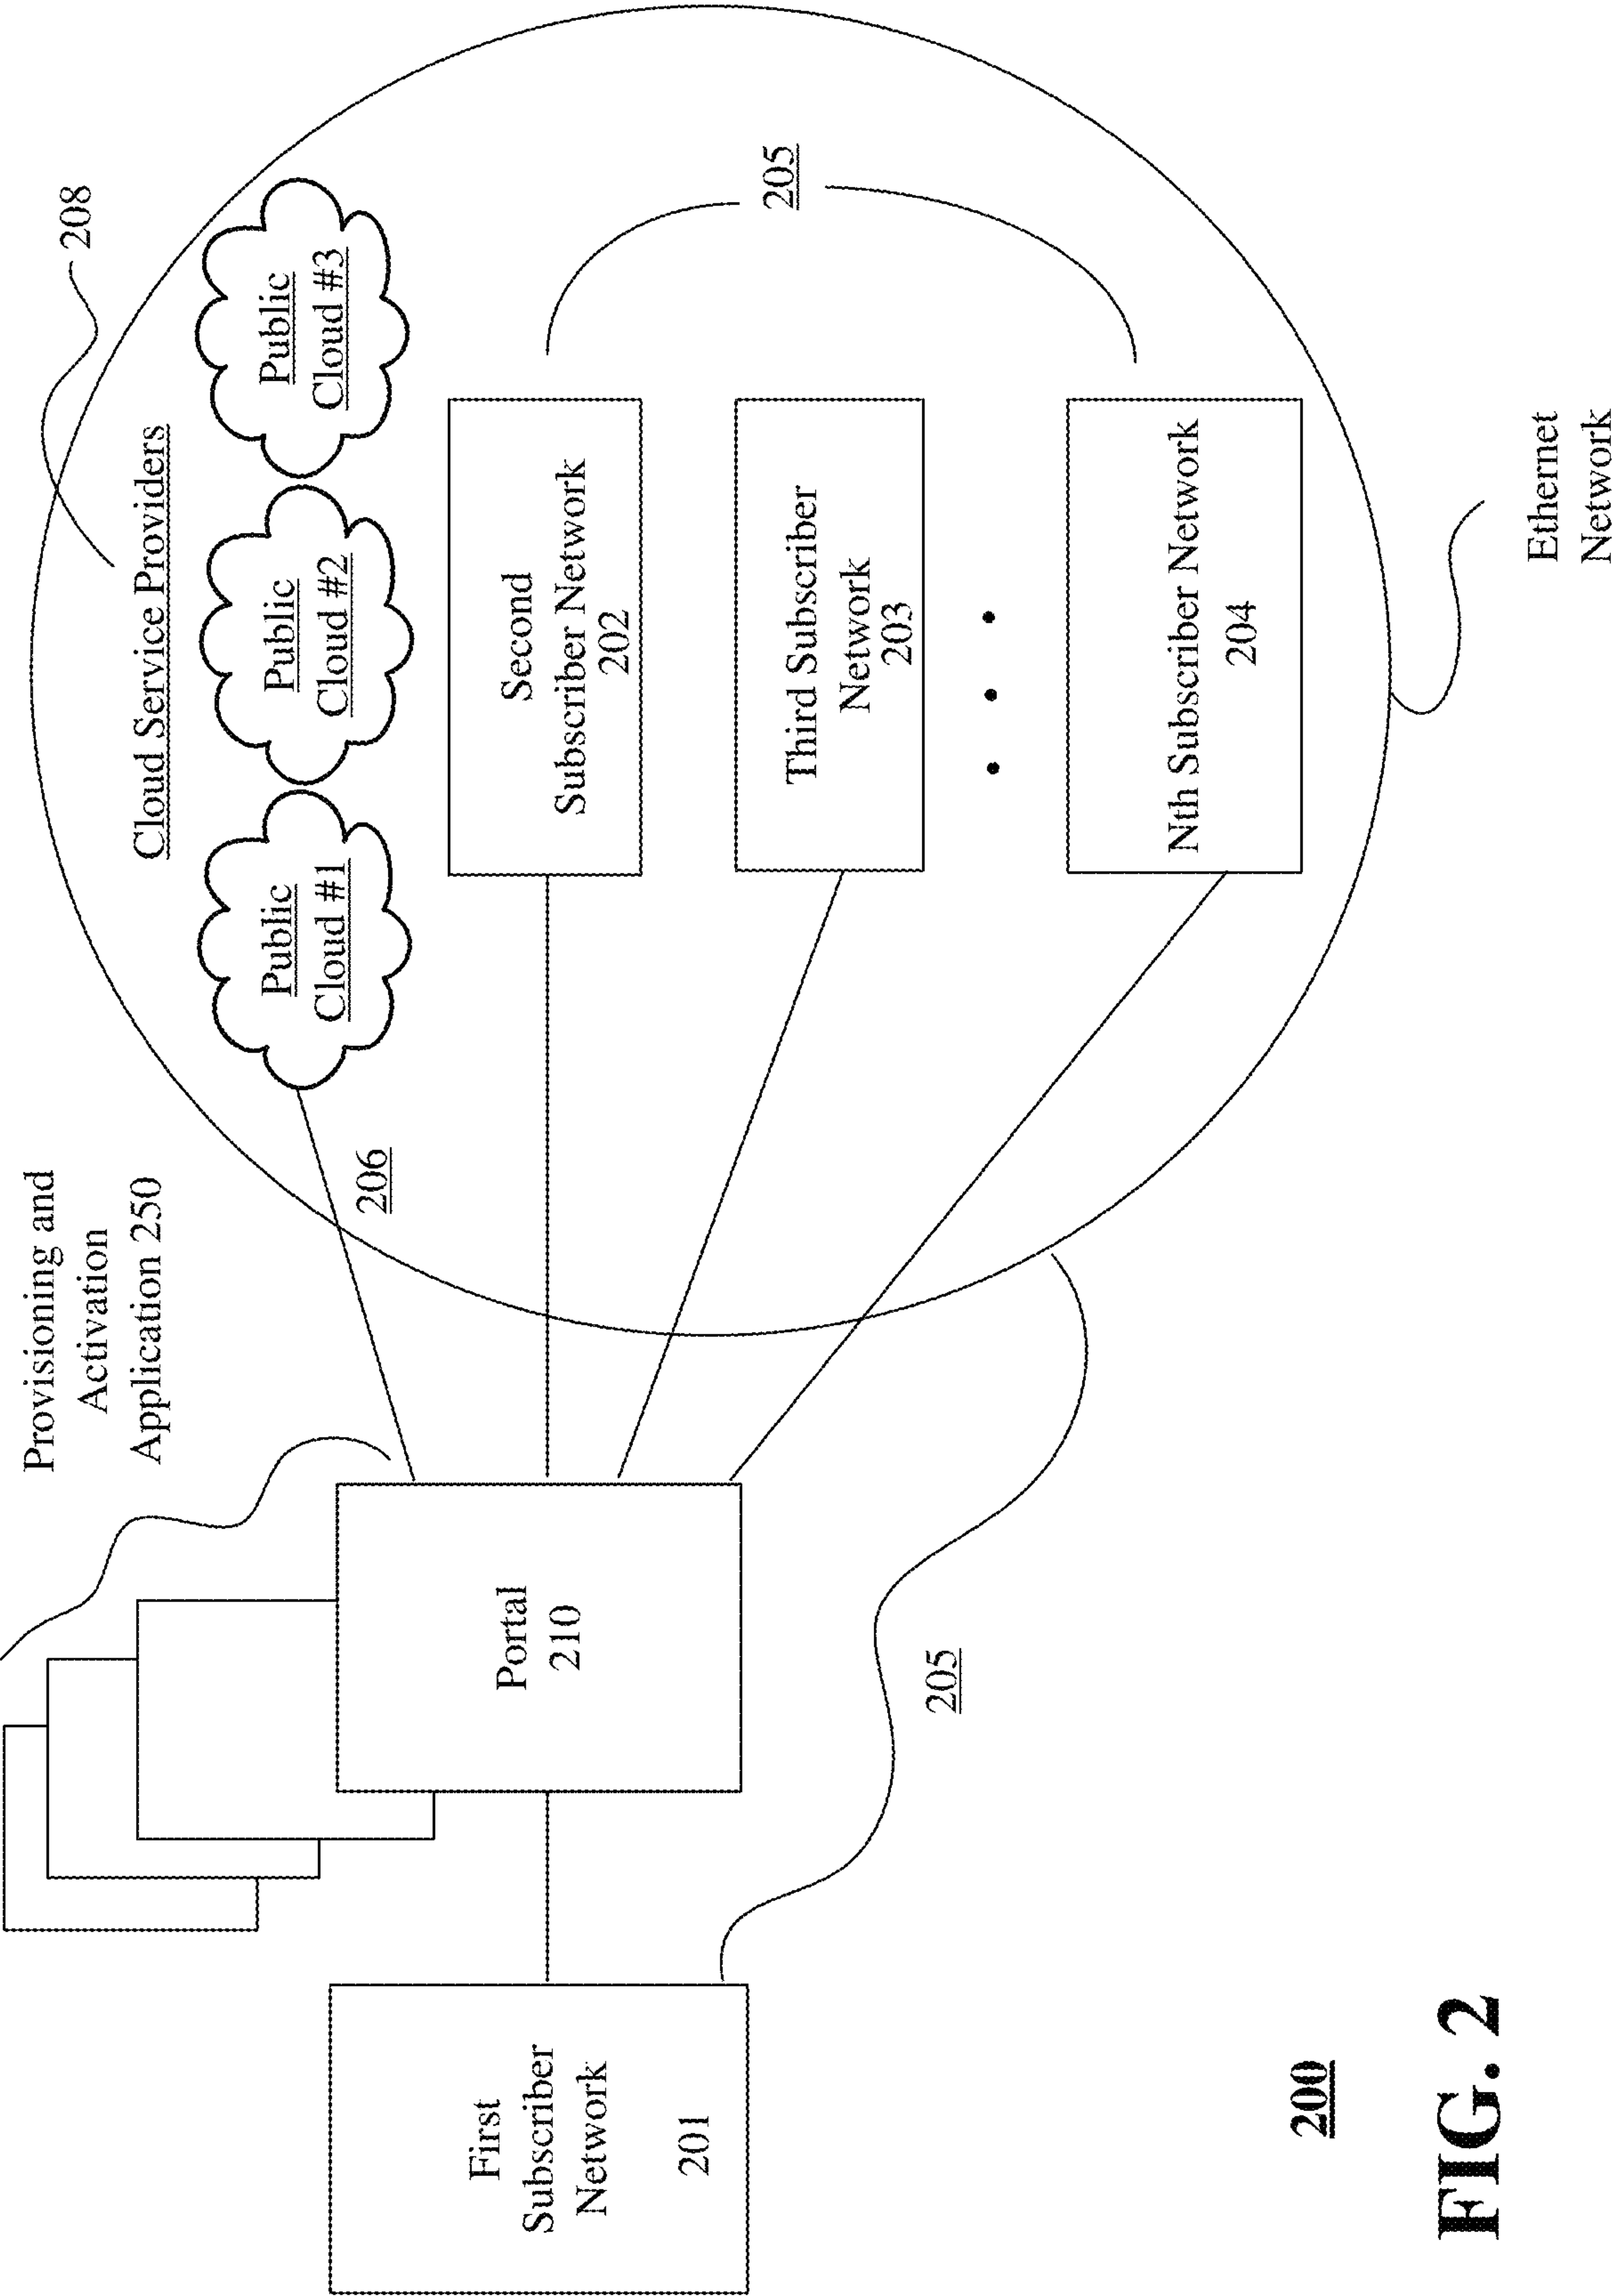 Provisioning and
Activation
Application 250
208
Cloud Service Providers
Public
Cloud #1
Public
Cloud #2
Public
Cloud #3
206
First
Subscriber
Network
201
Portal
210
Second
Subscriber Network
202
205
Third Subscriber
Network
203
205
Nth Subscriber Network
204
200
Ethernet
Network
FIG. 2